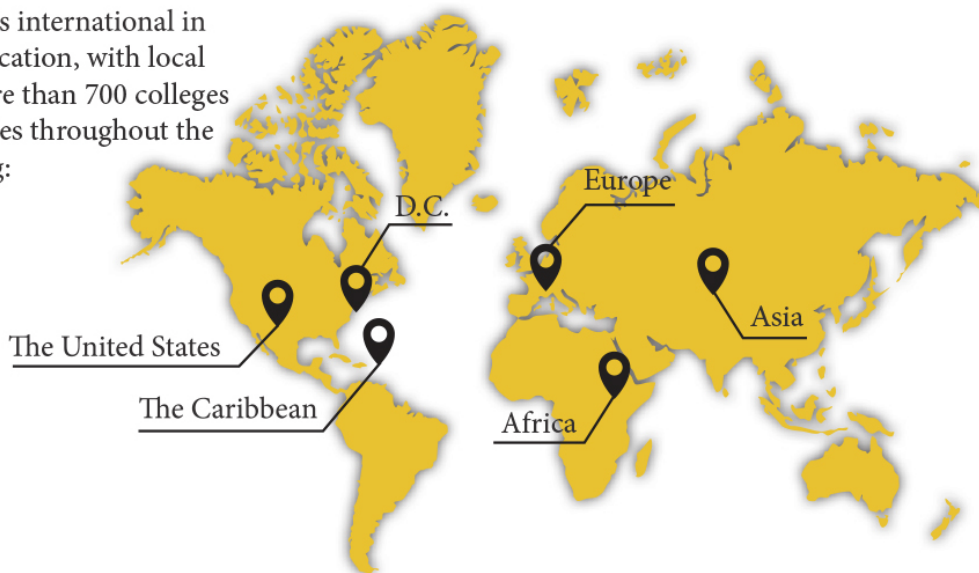 s international in
cation, with local
re than 700 colleges
es throughout the
g:
Europe
D.C.
Asia
The United States
The Caribbean
Africa